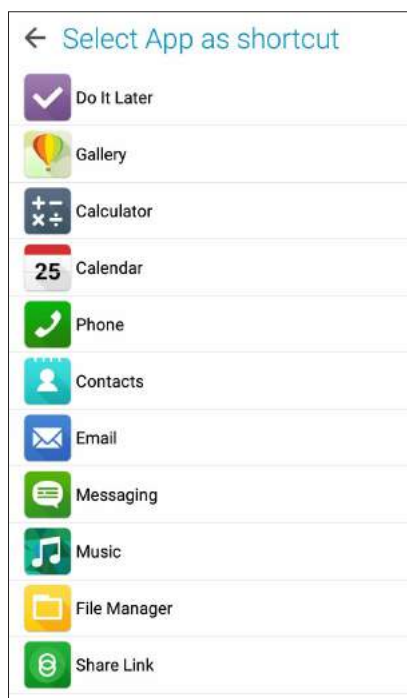 Select App as shortcut
Do It Later
Gallery
Calculator
25 Calendar
Phone
Contacts
Email
Messaging
Music
File Manager
Share Link